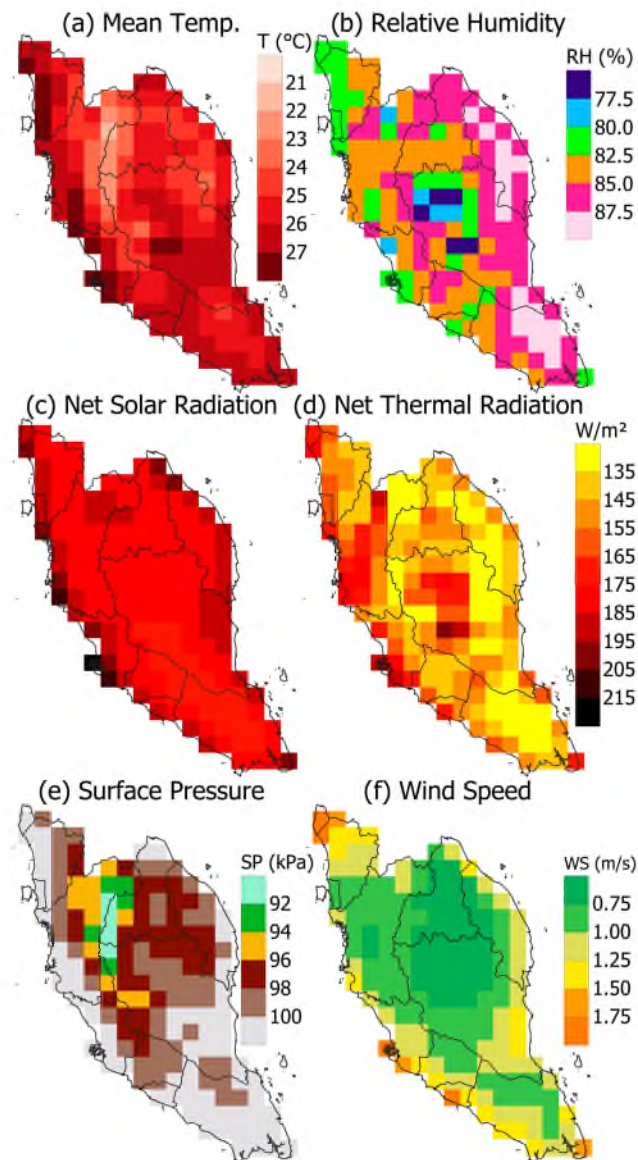 (a) Mean Temp.
(b) Relative Humidity
T (°C)
21
22
23
24
25
26
27
RH (%)
77.5
80.0
82.5
85.0
87.5
(c) Net Solar Radiation
(d) Net Thermal Radiation
W/m²
135
145
155
165
175
185
195
205
215
(e) Surface Pressure
(f) Wind Speed
SP (kPa)
92
94
96
98
100
WS (m/s)
0.75
1.00
1.25
1.50
1.75